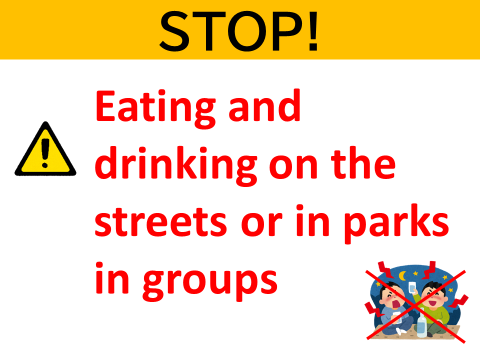 STOP!
Eating and
drinking on the
streets or in parks
in groups